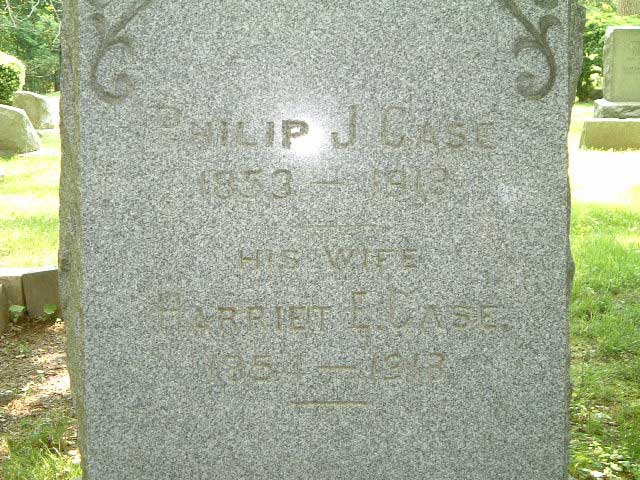 Philip J Case
1853 – 1913
His Wife
Harriet E. Case.
1854 – 1913